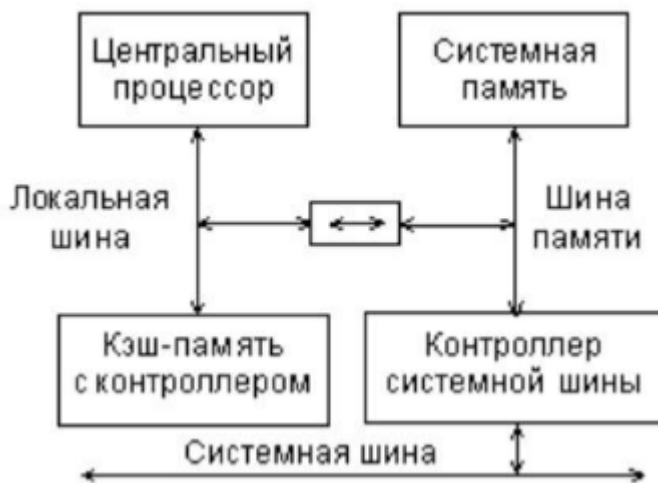 Центральный
процессор
Системная
память
Локальная
шина
Шина
памяти
Кэш-память
с контроллером
Контроллер
системной шины
Системная шина